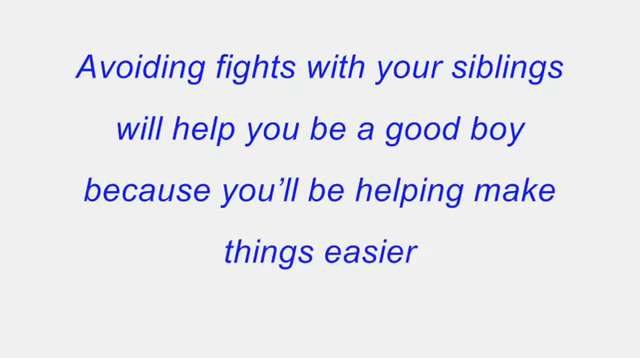 Avoiding fights with your siblings
will help you be a good boy
because you’ll be helping make
things easier